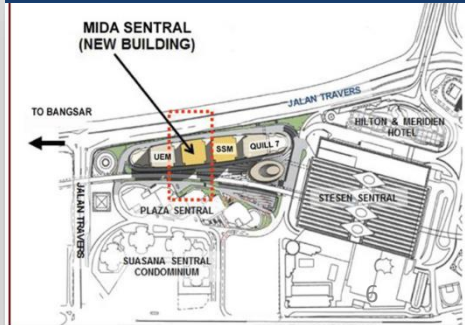 MIDA SENTRAL
(NEW BUILDING)
JALAN TRAVERS
TO BANGSAR
HILTON & MERIDIEN
HOTEL
UEM
SSM
QUILL 7
JALAN TRAVERS
STESEN SENTRAL
PLAZA SENTRAL
SUASANA SENTRAL
CONDOMINIUM